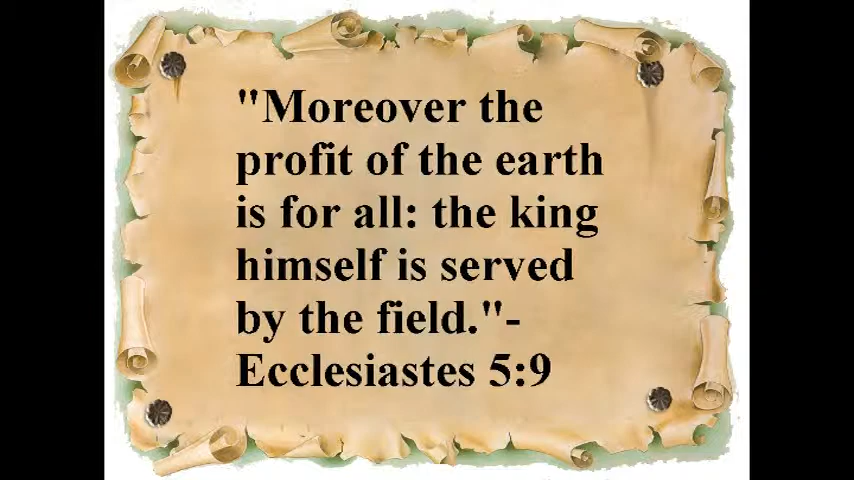 "Moreover the
profit of the earth
is for all: the king
himself is served
by the field."-
Ecclesiastes 5:9